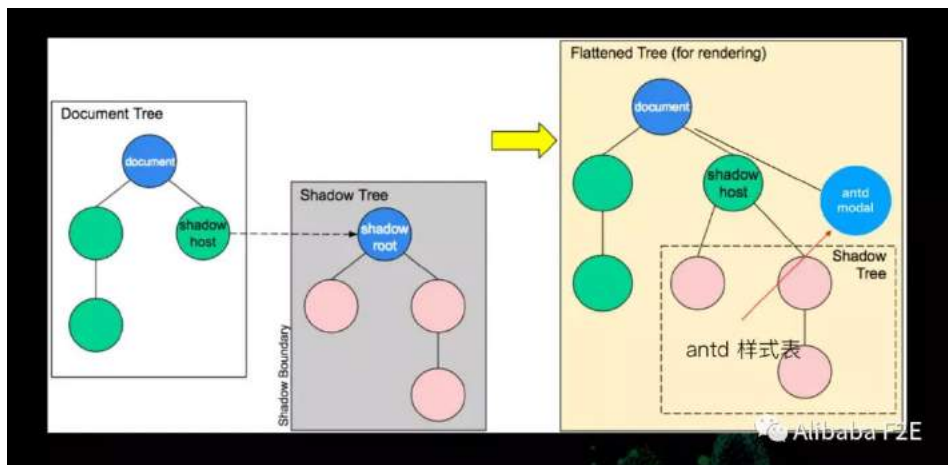 Document Tree
document
shadow
host
Shadow Tree
shadow
root
Shadow Boundary
Flattened Tree (for rendering)
document
shadow
host
antd
modal
Shadow
Tree
antd 样式表
Alibaba F2E